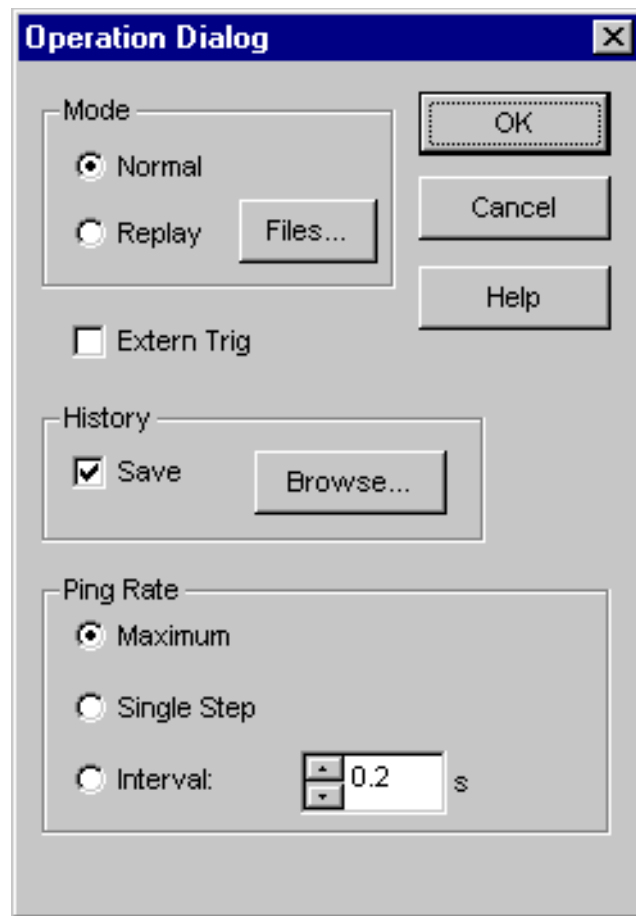 Operation Dialog
Mode
OK
Normal
Cancel
Replay
Files...
Help
Extern Trig
History
Save
Browse...
Ping Rate
Maximum
Single Step
Interval:
0.2
s